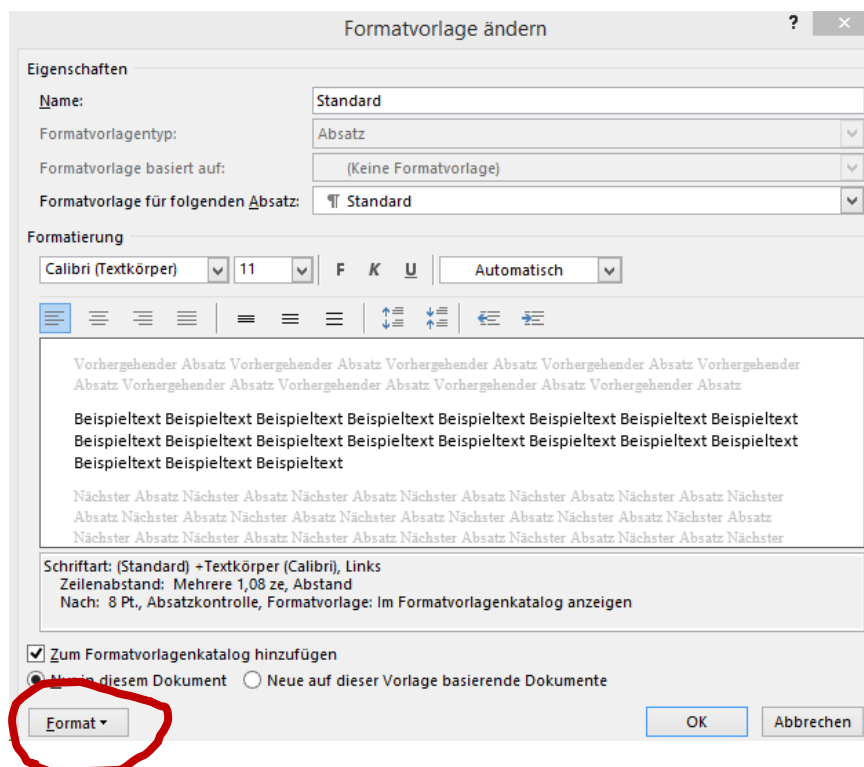 Formatvorlage ändern
?
Eigenschaften
Name: Standard
Formatvorlagentyp: Absatz
Formatvorlage basiert auf: (Keine Formatvorlage)
Formatvorlage für folgenden Absatz: ¶ Standard
Formatierung
Calibri (Textkörper) 11 F K U Automatisch
Vorhergehender Absatz Vorhergehender Absatz Vorhergehender Absatz Vorhergehender Absatz Vorhergehender
Absatz Vorhergehender Absatz Vorhergehender Absatz Vorhergehender Absatz Vorhergehender Absatz
Beispieltext Beispieltext Beispieltext Beispieltext Beispieltext Beispieltext Beispieltext Beispieltext
Beispieltext Beispieltext Beispieltext Beispieltext Beispieltext Beispieltext Beispieltext Beispieltext
Beispieltext Beispieltext Beispieltext
Nächster Absatz Nächster Absatz Nächster Absatz Nächster Absatz Nächster Absatz Nächster Absatz Nächster
Absatz Nächster Absatz Nächster Absatz Nächster Absatz Nächster Absatz Nächster Absatz Nächster Absatz
Nächster Absatz Nächster Absatz Nächster Absatz Nächster Absatz Nächster Absatz Nächster Absatz Nächster
Schriftart: (Standard) +Textkörper (Calibri), Links
Zeilenabstand: Mehrere 1,08 ze, Abstand
Nach: 8 Pt., Absatzkontrolle, Formatvorlage: Im Formatvorlagenkatalog anzeigen
Zum Formatvorlagenkatalog hinzufügen
Nur in diesem Dokument Neue auf dieser Vorlage basierende Dokumente
Format OK Abbrechen